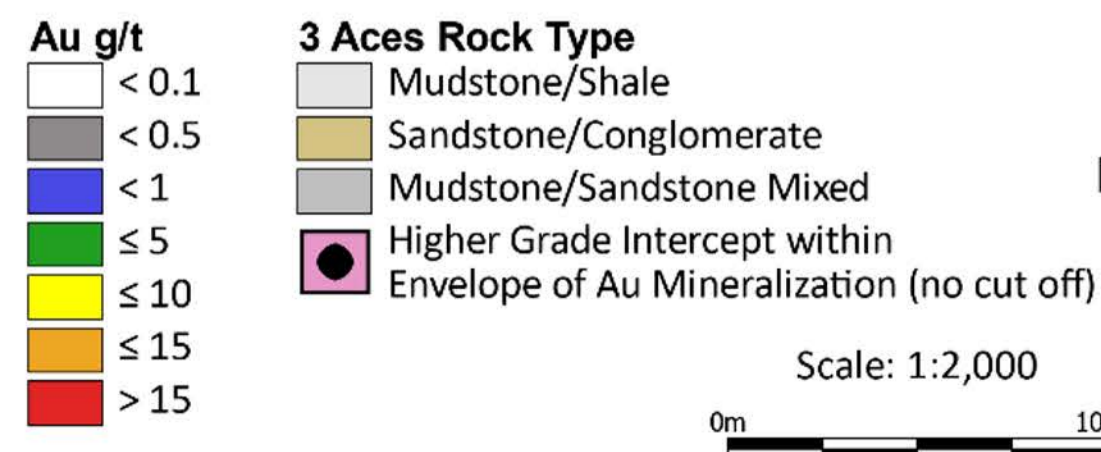 Au g/t
< 0.1
< 0.5
< 1
≤ 5
≤ 10
≤ 15
> 15
3 Aces Rock Type
Mudstone/Shale
Sandstone/Conglomerate
Mudstone/Sandstone Mixed
Higher Grade Intercept within
Envelope of Au Mineralization (no cut off)
Scale: 1:2,000
0m
10